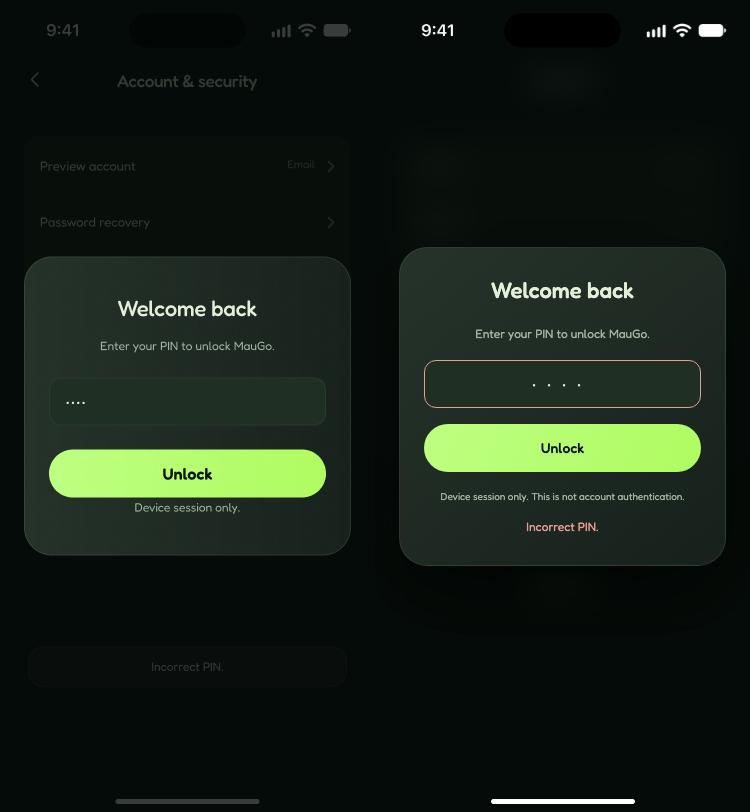 9:41
Account & security
Preview account
Email
Password recovery
Welcome back
Enter your PIN to unlock MauGo.
Unlock
Device session only.
Incorrect PIN.
9:41
Welcome back
Enter your PIN to unlock MauGo.
Unlock
Device session only. This is not account authentication.
Incorrect PIN.